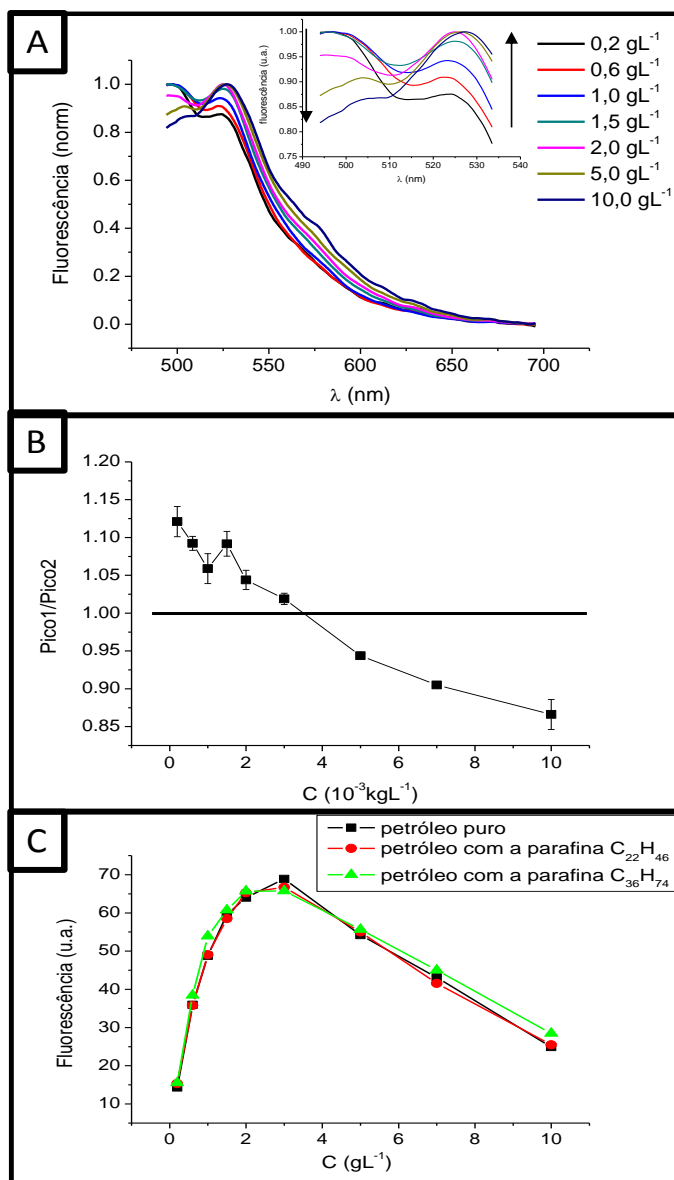 A
Fluorescência (norm)
1.0
0.8
0.6
0.4
0.2
0.0
500 550 600 650 700
λ (nm)
fluorescência (u.a.)
1.00
0.95
0.90
0.85
0.80
0.75
490 500 510 520 530 540
λ (nm)
0,2 gL⁻¹
0,6 gL⁻¹
1,0 gL⁻¹
1,5 gL⁻¹
2,0 gL⁻¹
5,0 gL⁻¹
10,0 gL⁻¹
B
Pico1/Pico2
1.20
1.15
1.10
1.05
1.00
0.95
0.90
0.85
0 2 4 6 8 10
C (10⁻³kgL⁻¹)
C
petróleo puro
petróleo com a parafina C₂₂H₄₆
petróleo com a parafina C₃₆H₇₄
Fluorescência (u.a.)
70
60
50
40
30
20
10
0 2 4 6 8 10
C (gL⁻¹)